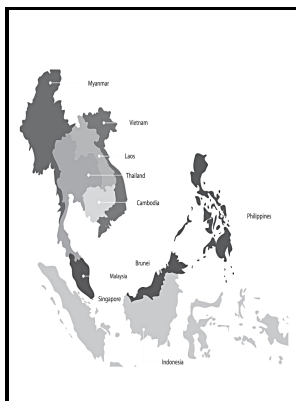 Myanmar
Vietnam
Laos
Thailand
Cambodia
Philippines
Brunei
Malaysia
Singapore
Indonesia